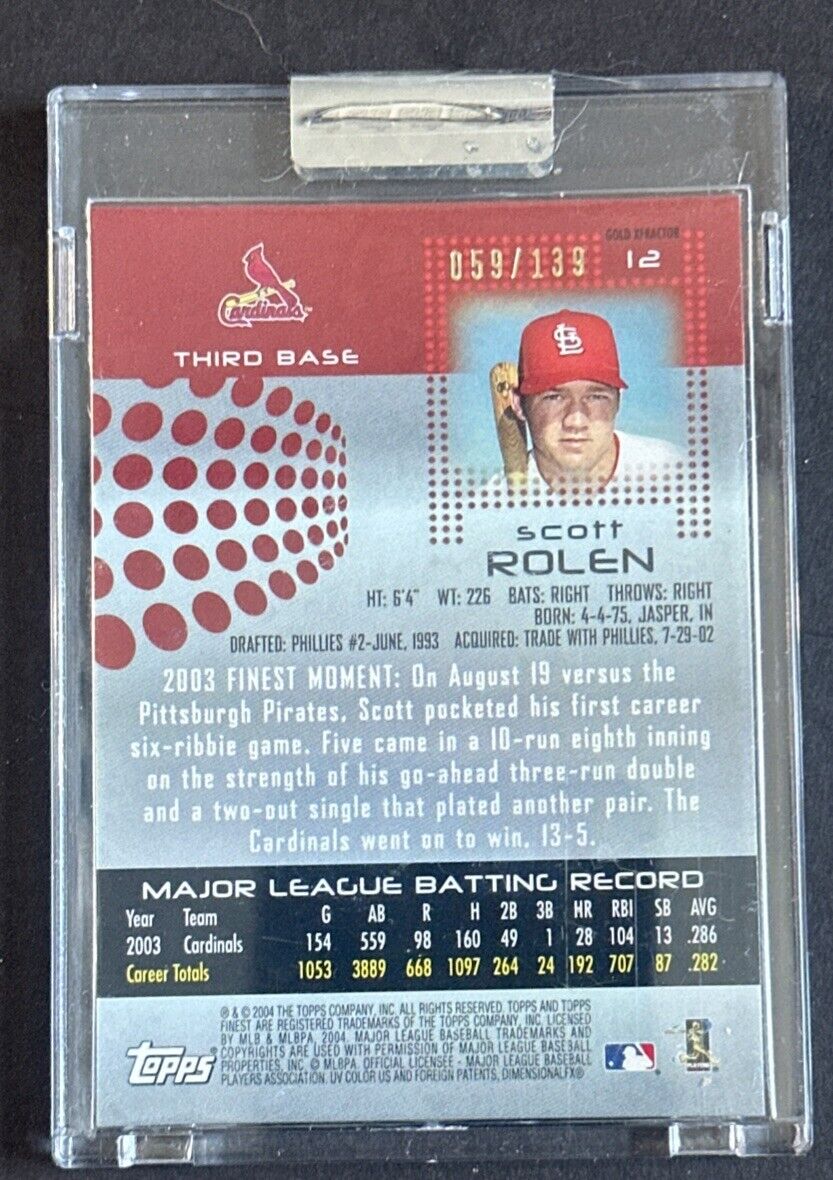 GOLD XFRACTOR
059/139 12
Cardinals
THIRD BASE
STL
scott
ROLEN
HT: 6'4" WT: 226 BATS: RIGHT THROWS: RIGHT
BORN: 4-4-75, JASPER, IN
DRAFTED: PHILLIES #2-JUNE, 1993 ACQUIRED: TRADE WITH PHILLIES, 7-29-02
2003 FINEST MOMENT: On August 19 versus the
Pittsburgh Pirates, Scott pocketed his first career
six-ribbie game. Five came in a 10-run eighth inning
on the strength of his go-ahead three-run double
and a two-out single that plated another pair. The
Cardinals went on to win, 13-5.
MAJOR LEAGUE BATTING RECORD
Year Team G AB R H 2B 3B HR RBI SB AVG
2003 Cardinals 154 559 98 160 49 1 28 104 13 .286
Career Totals 1053 3889 668 1097 264 24 192 707 87 .282
® & © 2004 THE TOPPS COMPANY, INC. ALL RIGHTS RESERVED. TOPPS AND TOPPS
FINEST ARE REGISTERED TRADEMARKS OF THE TOPPS COMPANY, INC. LICENSED
BY MLB & MLBPA, 2004. MAJOR LEAGUE BASEBALL TRADEMARKS AND
COPYRIGHTS ARE USED WITH PERMISSION OF MAJOR LEAGUE BASEBALL
PROPERTIES, INC. © MLBPA. OFFICIAL LICENSEE - MAJOR LEAGUE BASEBALL
PLAYERS ASSOCIATION. UV COLOR US AND FOREIGN PATENTS, DIMENSIONALFX®
Topps®